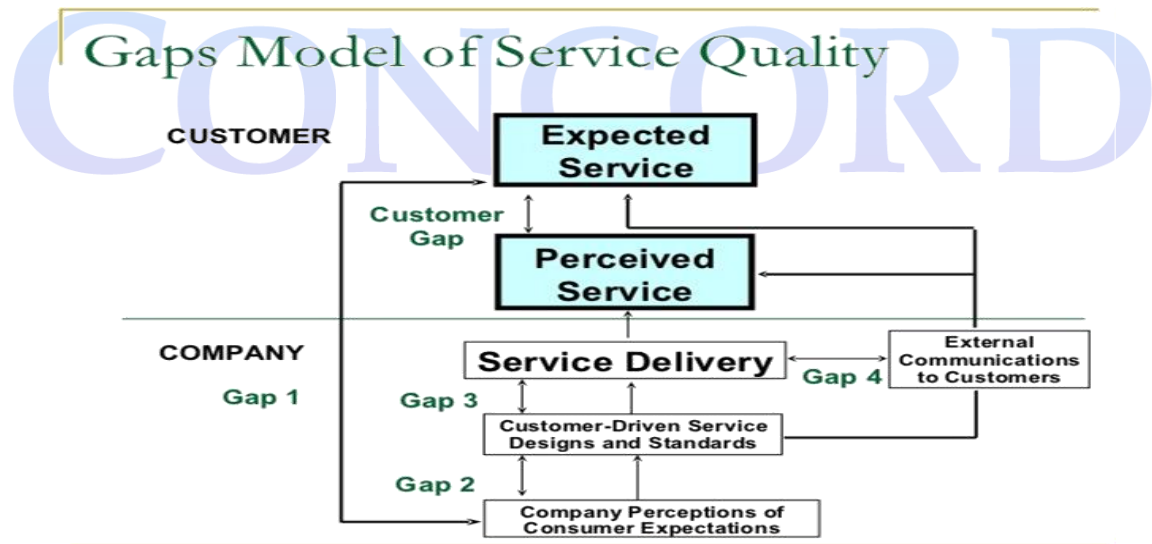 CONCORD
Gaps Model of Service Quality
CUSTOMER
Expected
Service
Customer
Gap
Perceived
Service
COMPANY
Gap 1
Service Delivery
Gap 4
External
Communications
to Customers
Gap 3
Customer-Driven Service
Designs and Standards
Gap 2
Company Perceptions of
Consumer Expectations